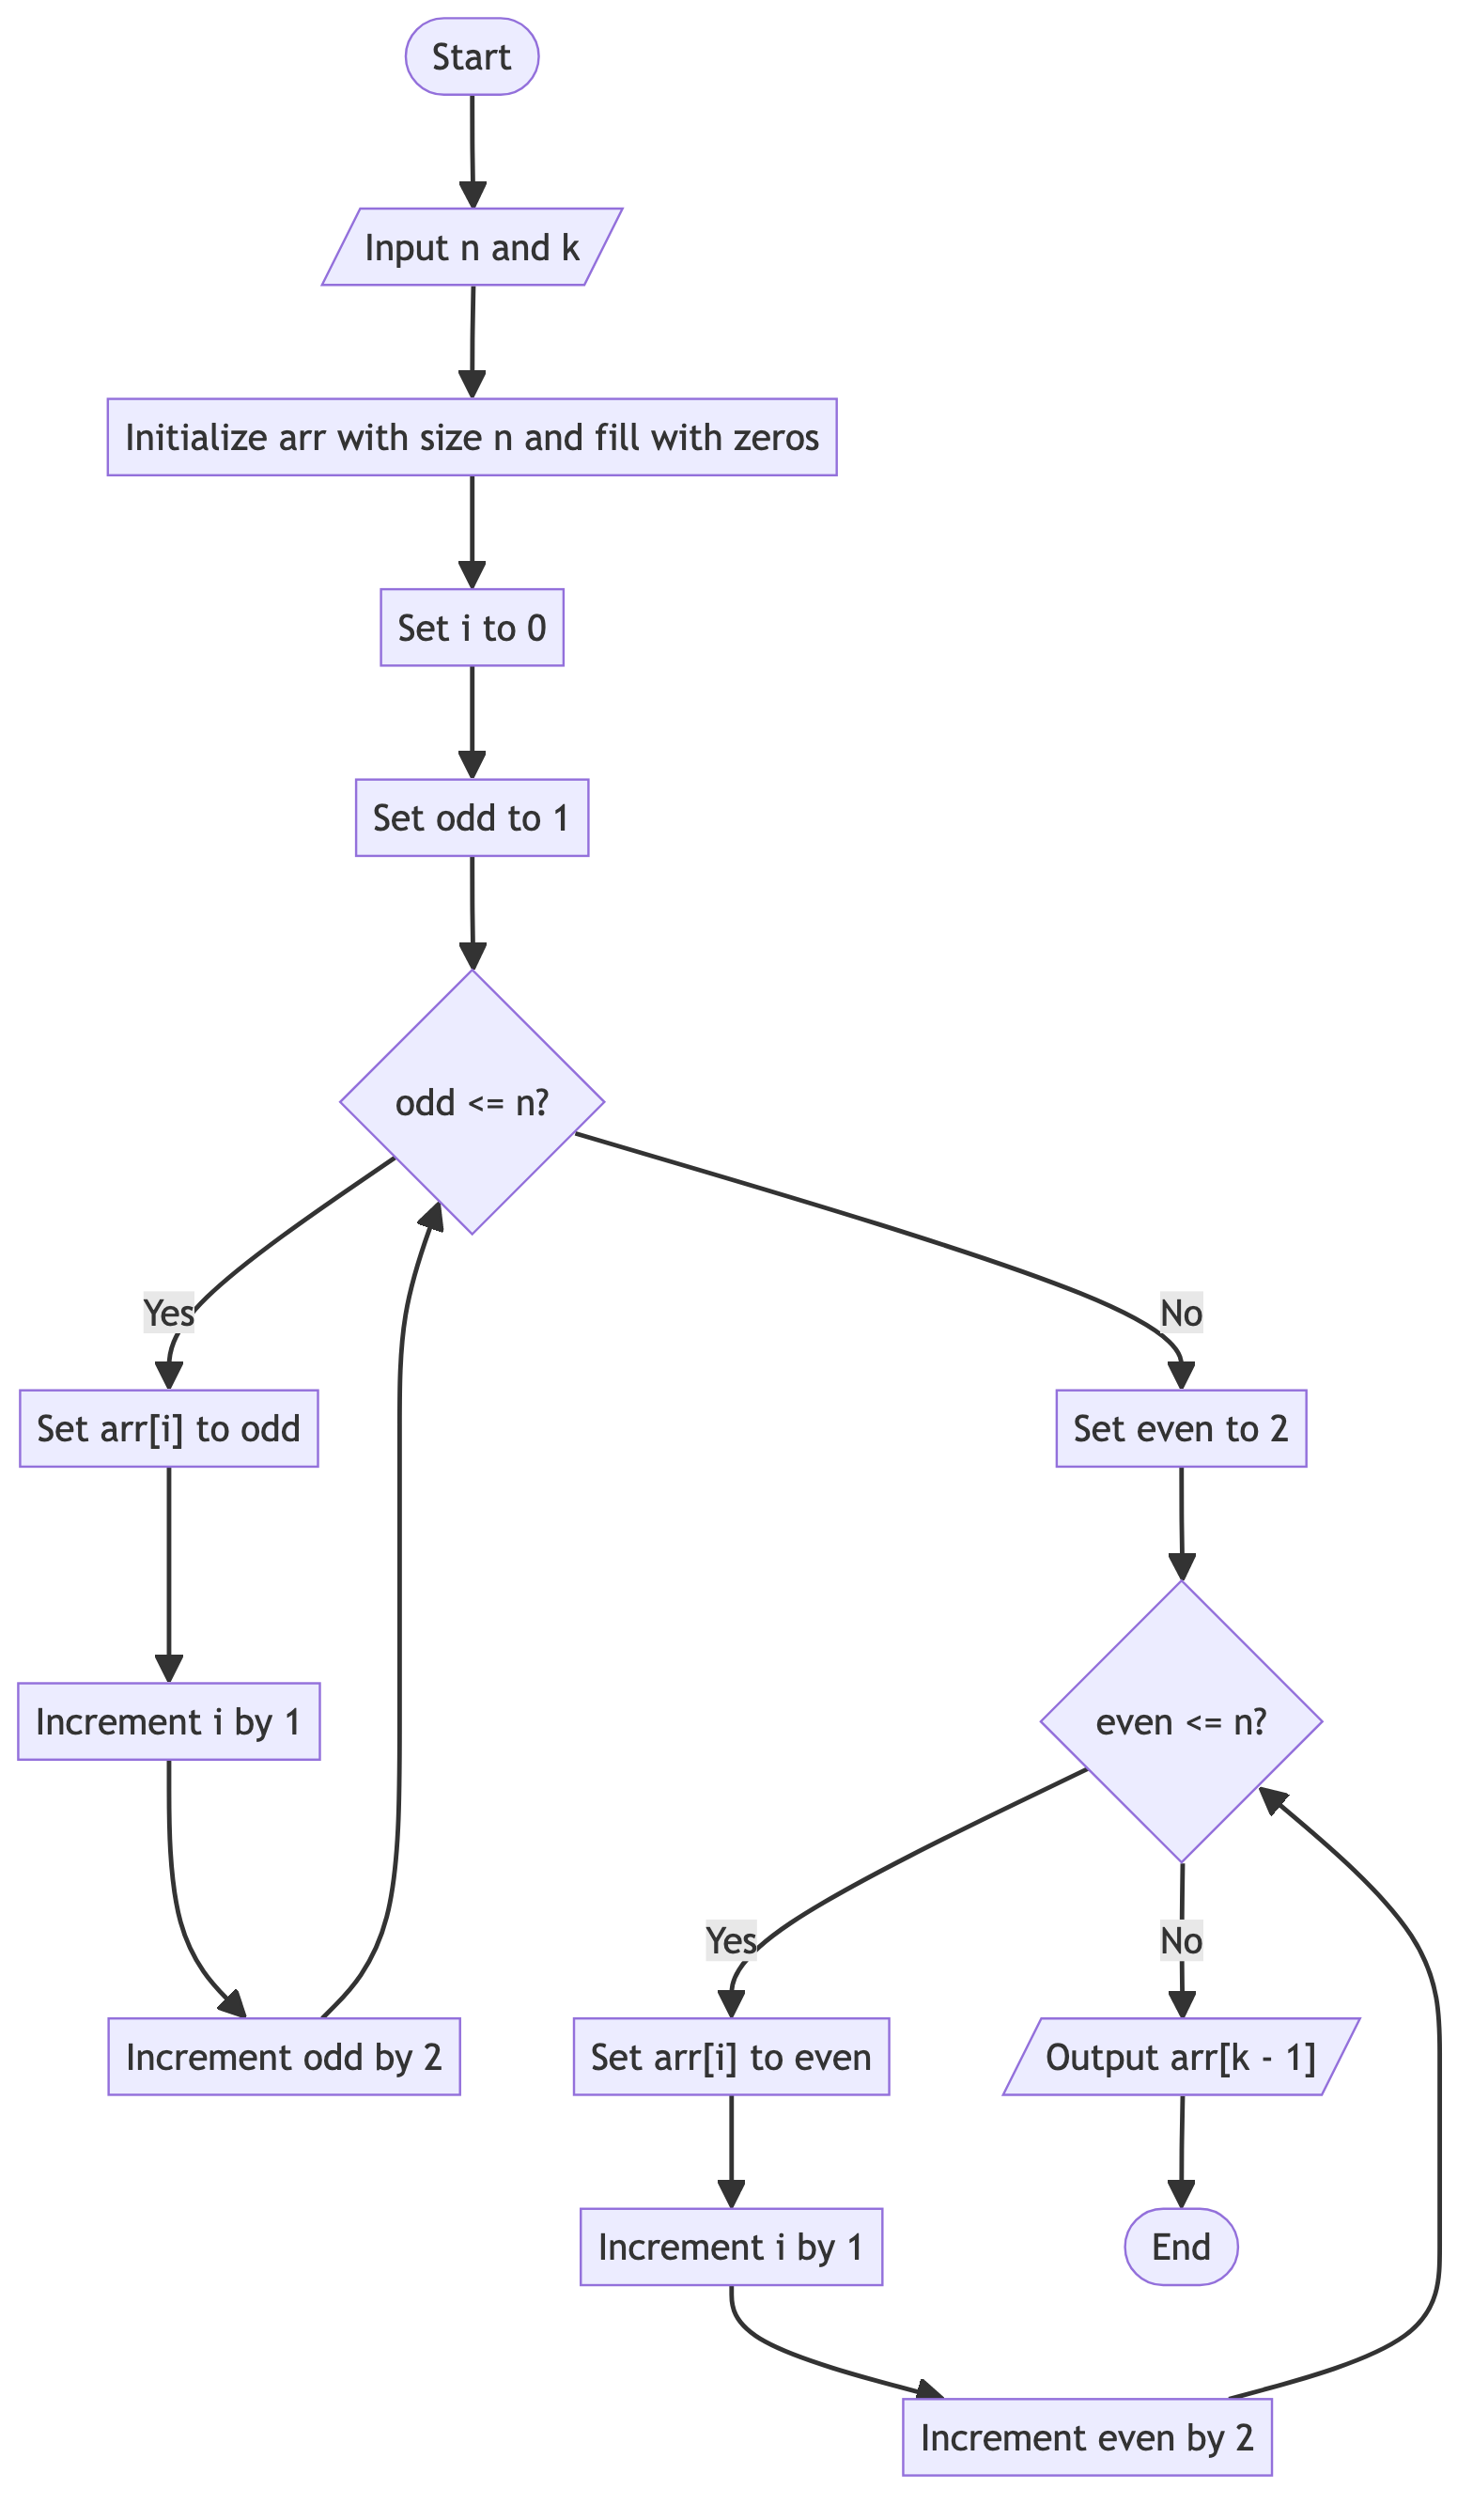 Start
Input n and k
Initialize arr with size n and fill with zeros
Set i to 0
Set odd to 1
odd <= n?
Yes
No
Set arr[i] to odd
Set even to 2
Increment i by 1
even <= n?
Yes
No
Increment odd by 2
Set arr[i] to even
Output arr[k - 1]
Increment i by 1
End
Increment even by 2